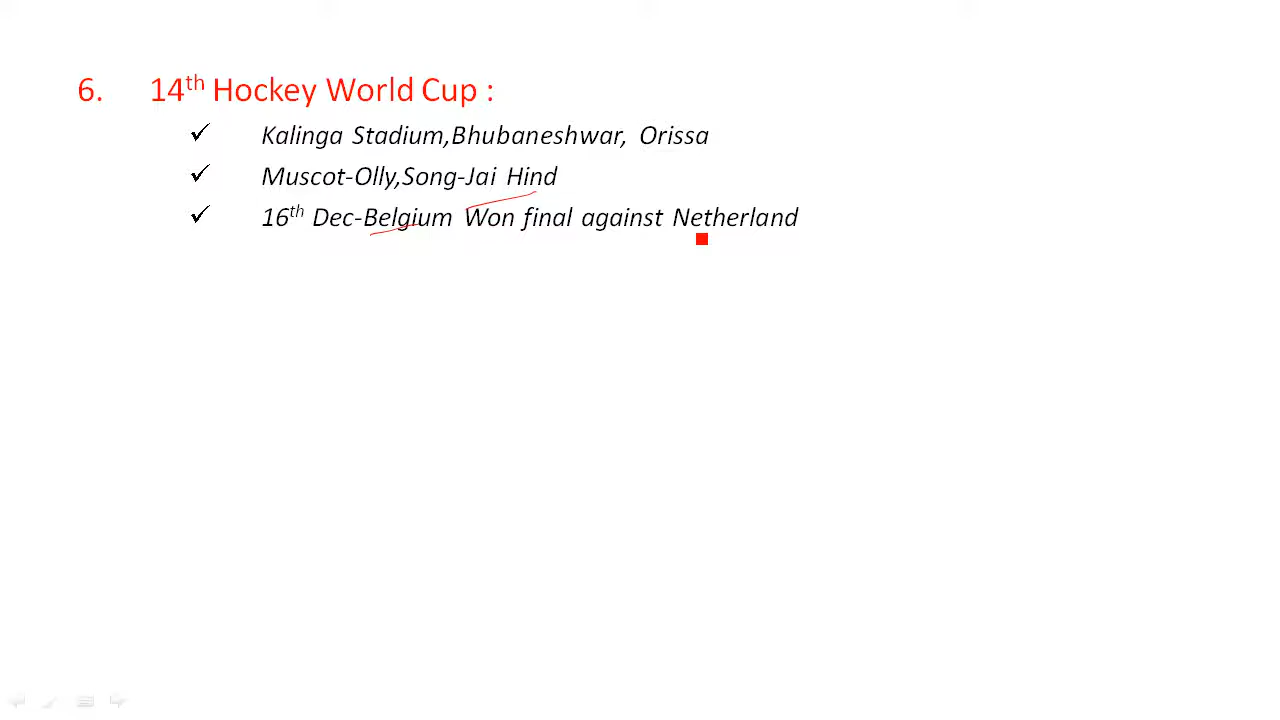 6. 14th Hockey World Cup :
✓ Kalinga Stadium,Bhubaneshwar, Orissa
✓ Muscot-Olly,Song-Jai Hind
✓ 16th Dec-Belgium Won final against Netherland